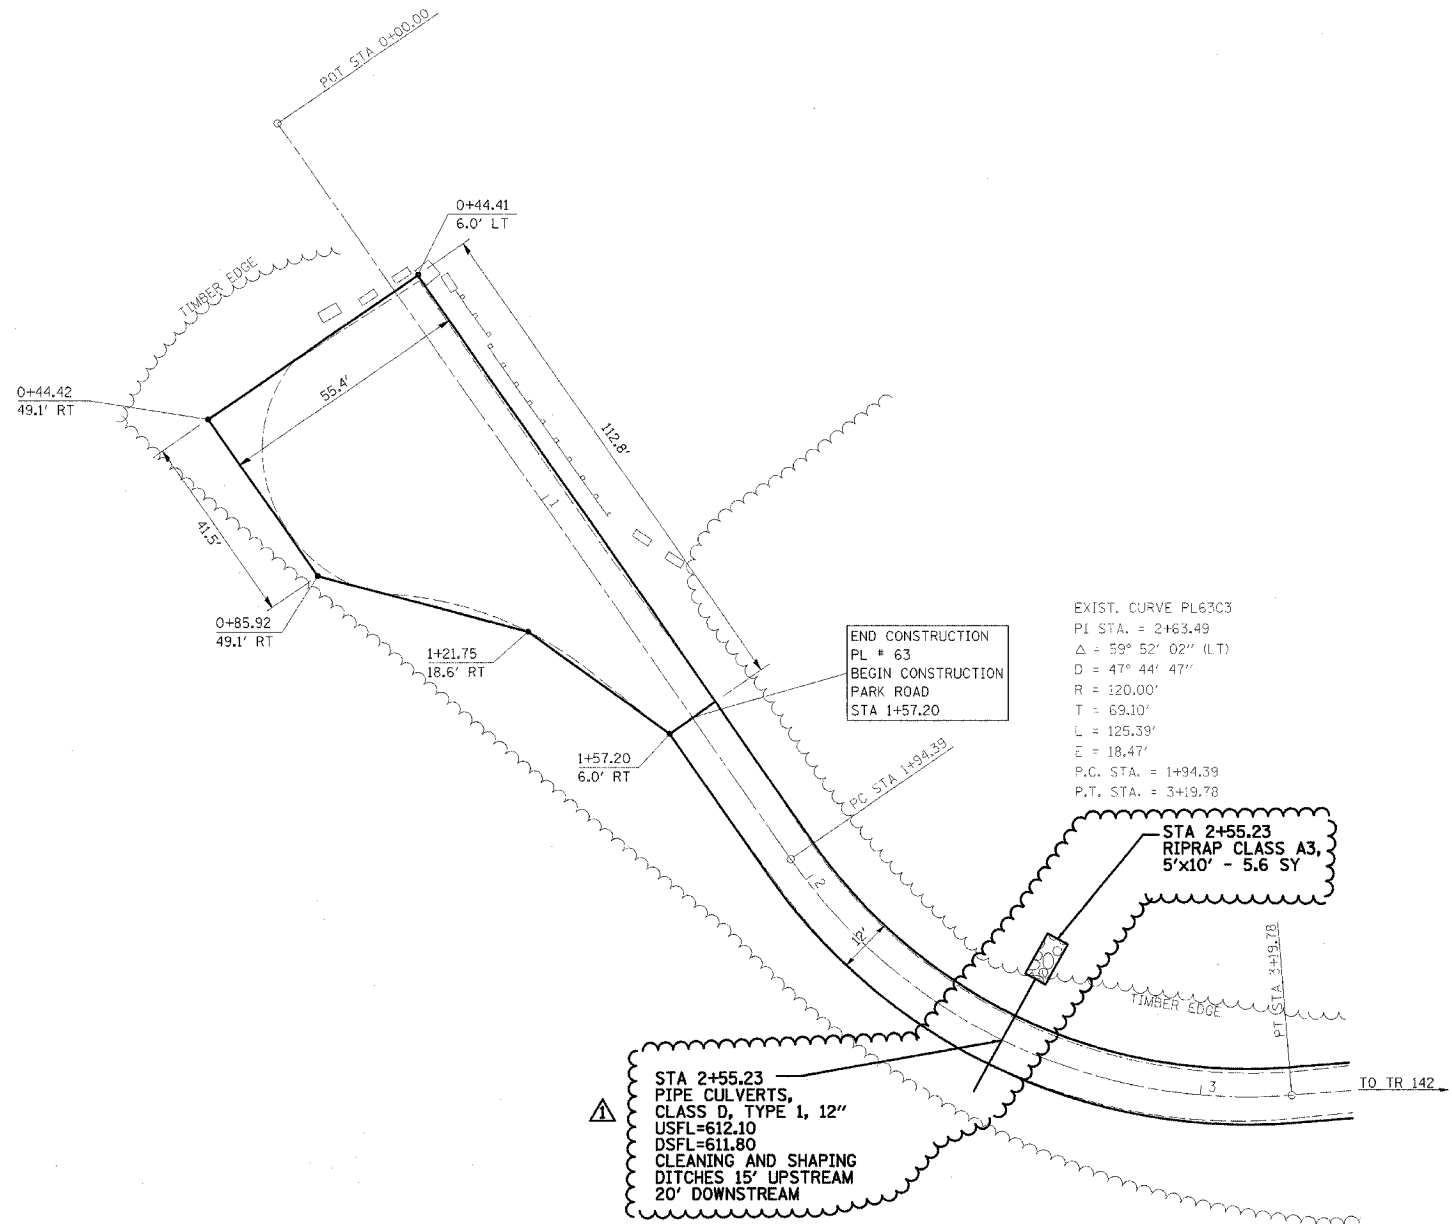 POT STA 0+00.00
0+44.41
6.0' LT
TIMBER EDGE
0+44.42
49.1' RT
55.4'
112.8'
41.5'
1
0+85.92
49.1' RT
1+21.75
18.6' RT
1+57.20
6.0' RT
END CONSTRUCTION
PL # 63
BEGIN CONSTRUCTION
PARK ROAD
STA 1+57.20
EXIST. CURVE PL63C3
PI STA. = 2+63.49
Δ = 59° 52' 02" (LT)
D = 47° 44' 47"
R = 120.00'
T = 69.10'
L = 125.39'
E = 18.47'
P.C. STA. = 1+94.39
P.T. STA. = 3+19.78
PC STA 1+94.39
2
12'
STA 2+55.23
RIPRAP CLASS A3,
5'x10' - 5.6 SY
TIMBER EDGE
PT STA 3+19.78
3
TO TR 142
1
STA 2+55.23
PIPE CULVERTS,
CLASS D, TYPE 1, 12"
USFL=612.10
DSFL=611.80
CLEANING AND SHAPING
DITCHES 15' UPSTREAM
20' DOWNSTREAM